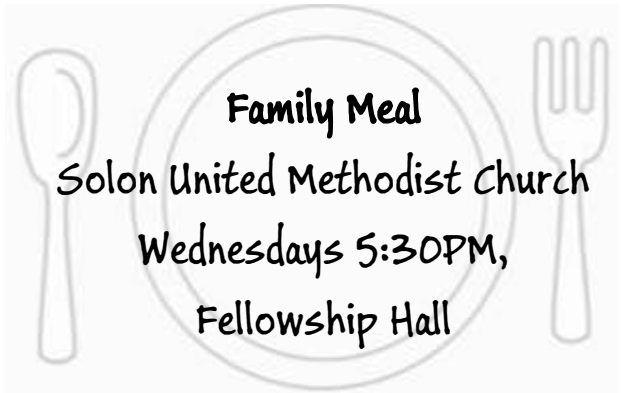 Family Meal
Solon United Methodist Church
Wednesdays 5:30PM,
Fellowship Hall